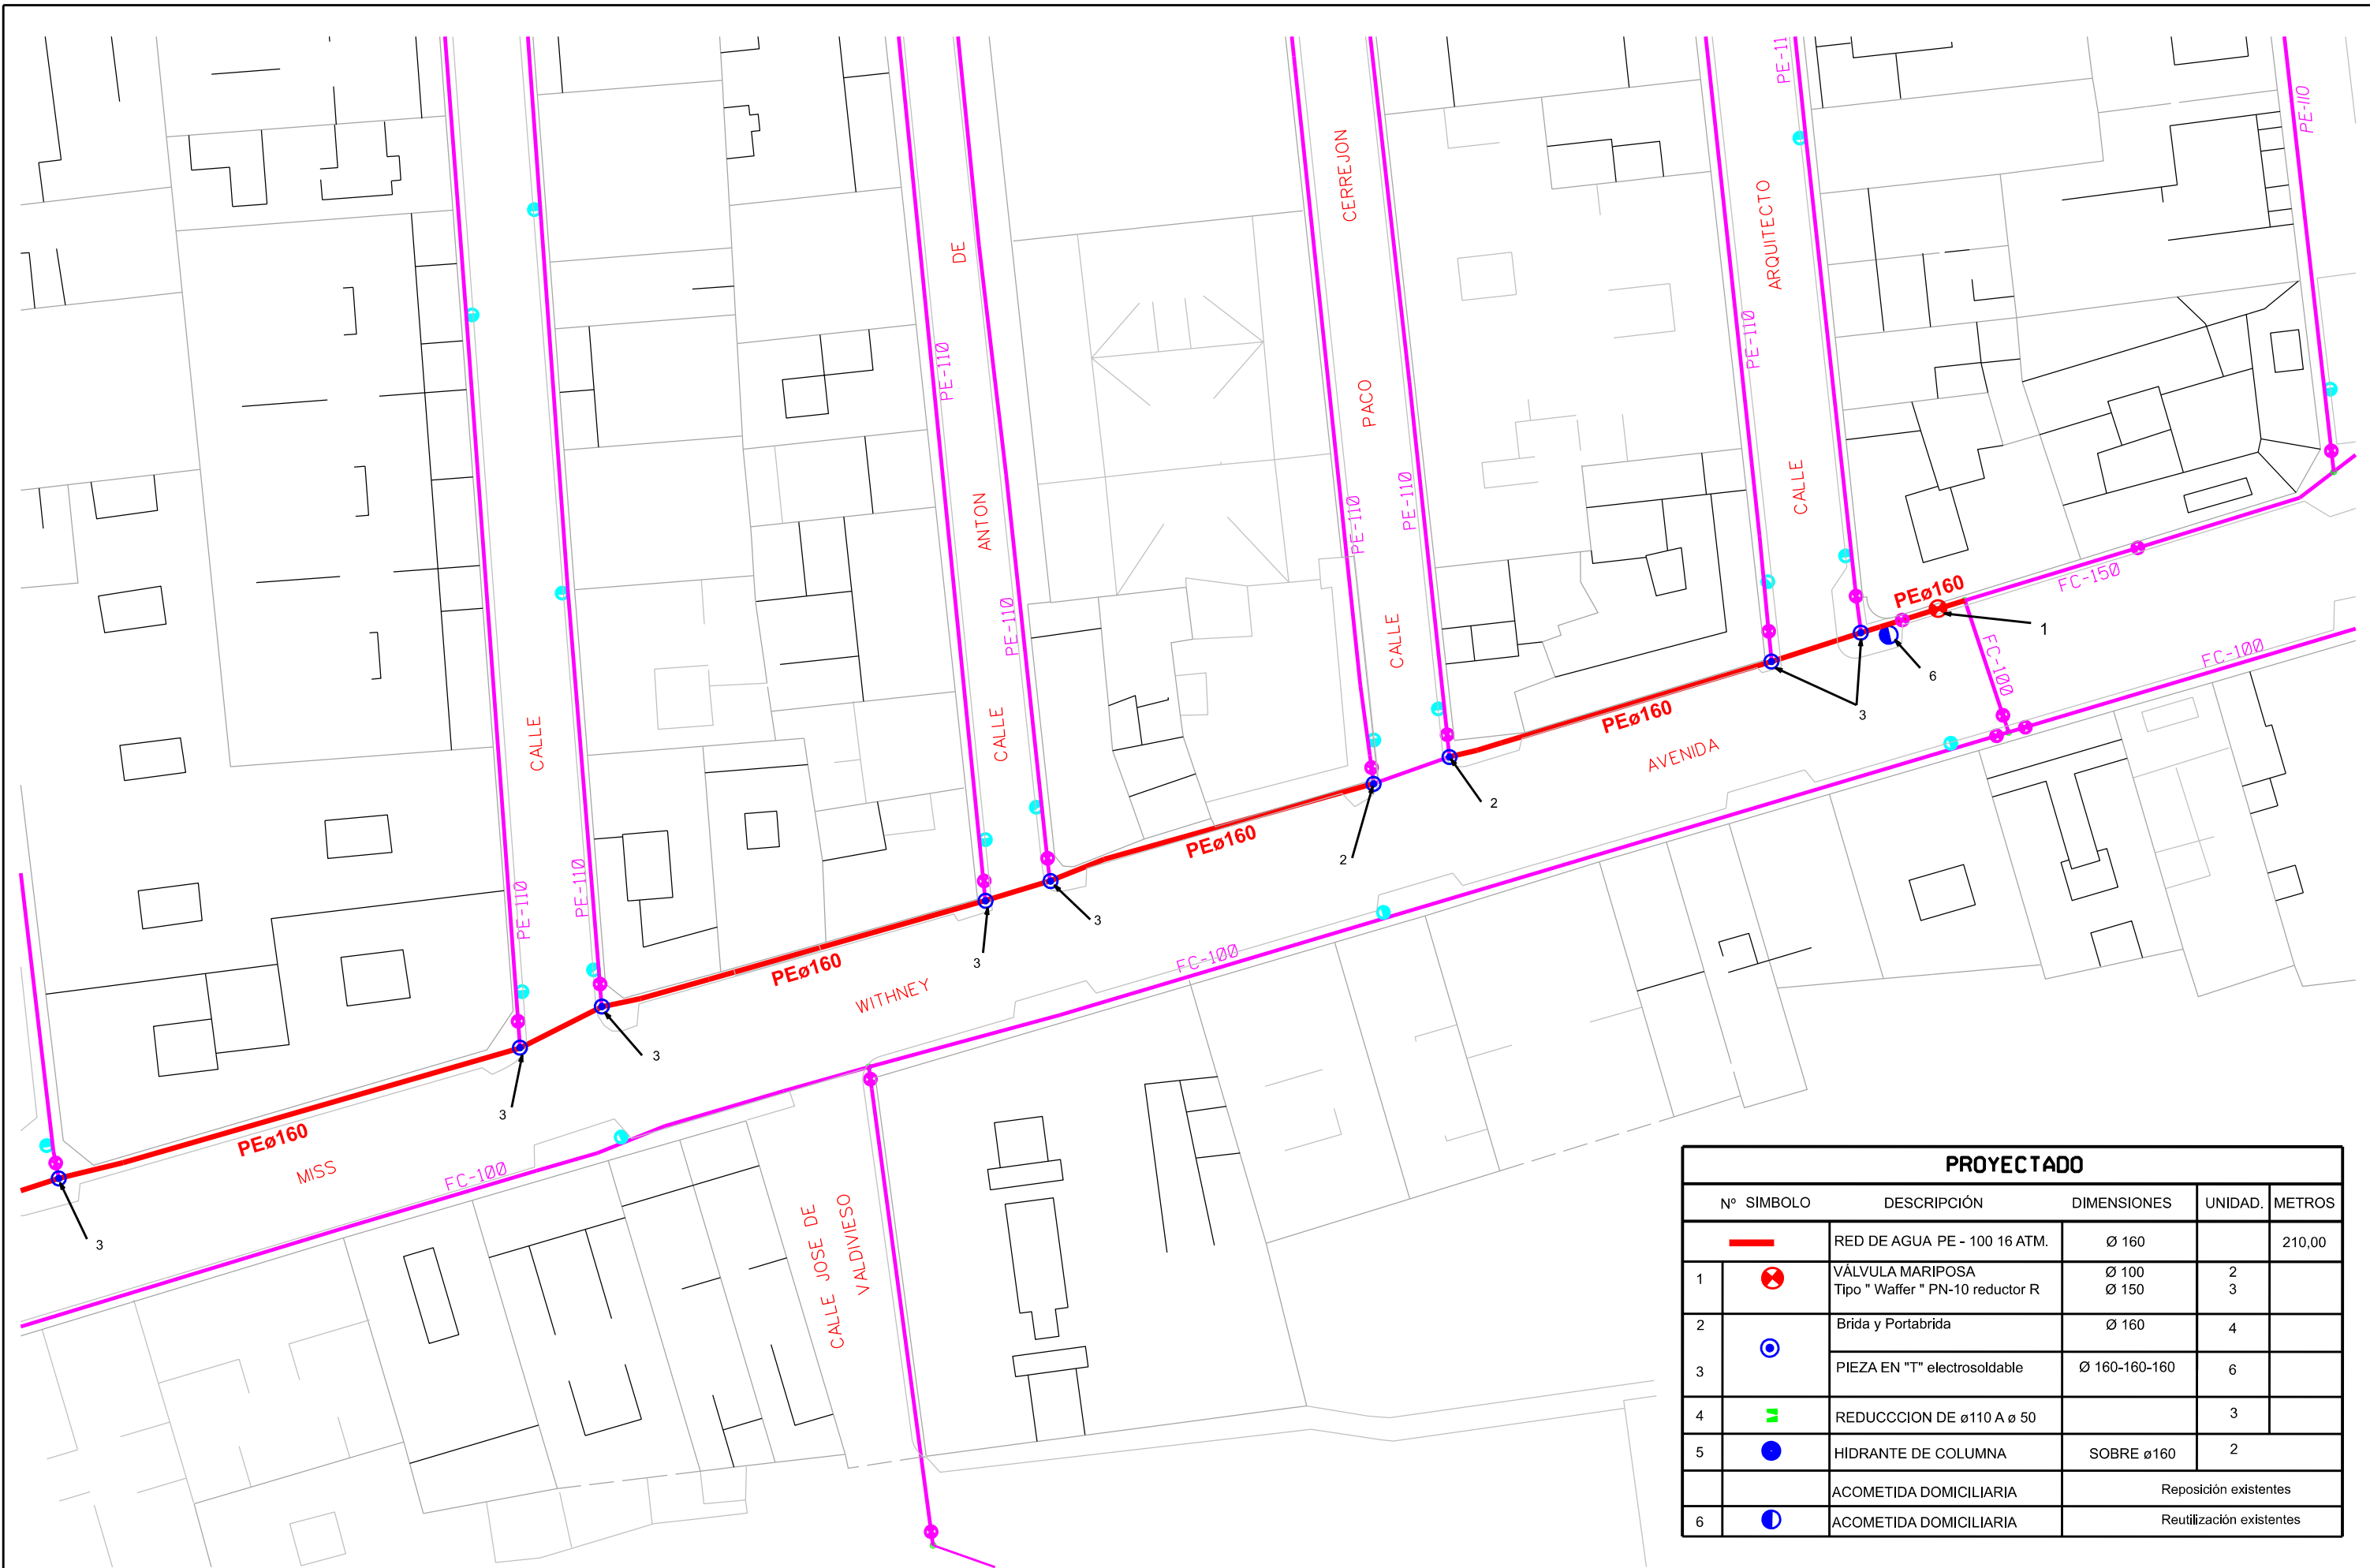 PE-11
PE-110
CERREJON
ARQUITECTO
DE
PE-110
PE-110
PACO
CALLE
PE-110
PE-110
ANTON
FC-150
PEø160
1
PE-110
CALLE
FC-100
FC-100
6
CALLE
CALLE
PEø160
3
AVENIDA
2
PEø160
2
PE-110
PE-110
3
FC-100
PEø160
3
WITHNEY
3
3
PEø160
MISS
FC-100
3
CALLE JOSE DE
VALDIVIESO
PROYECTADO
Nº SIMBOLO DESCRIPCIÓN DIMENSIONES UNIDAD. METROS
RED DE AGUA PE - 100 16 ATM. Ø 160 210,00
1 VÁLVULA MARIPOSA Ø 100 2
Tipo " Waffer " PN-10 reductor R Ø 150 3
2 Brida y Portabrida Ø 160 4
3 PIEZA EN "T" electrosoldable Ø 160-160-160 6
4 REDUCCCION DE ø110 A ø 50 3
5 HIDRANTE DE COLUMNA SOBRE ø160 2
ACOMETIDA DOMICILIARIA Reposición existentes
6 ACOMETIDA DOMICILIARIA Reutilización existentes